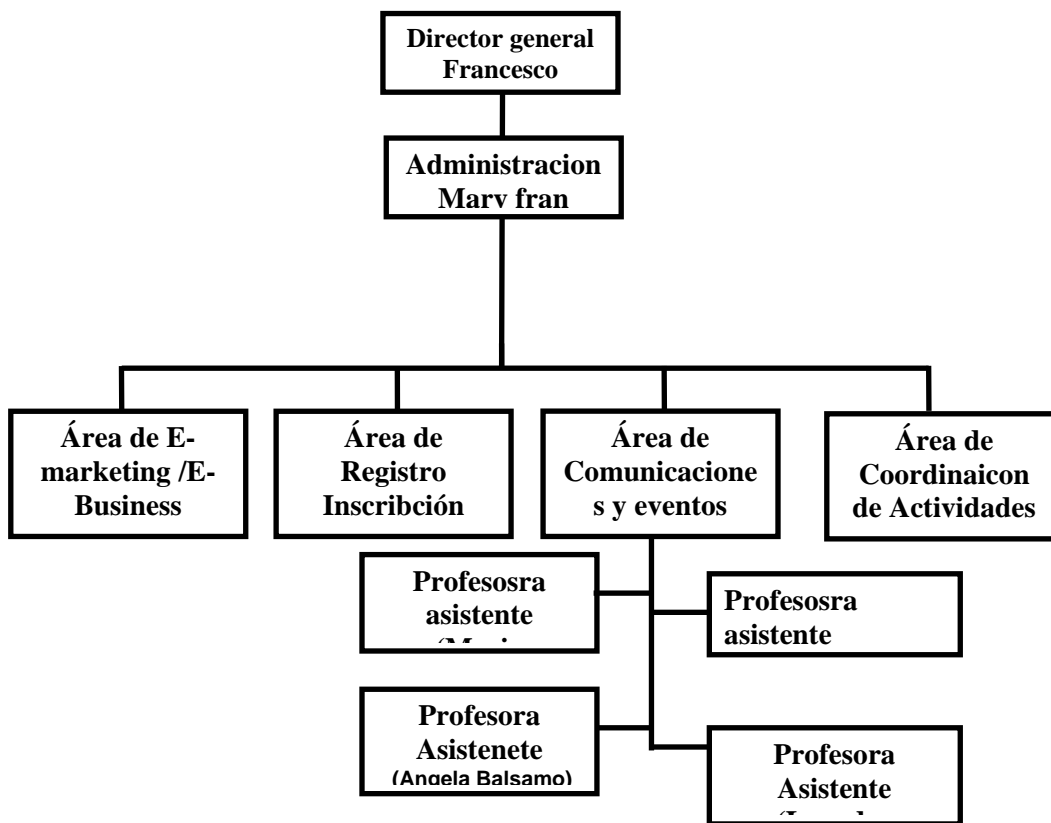 Director general
Francesco
Administracion
Mary fran
Área de E-
marketing /E-
Business
Área de
Registro
Inscribción
Área de
Comunicacione
s y eventos
Área de
Coordinaicon
de Actividades
Profesosra
asistente
Profesosra
asistente
Profesora
Asistenete
(Angela Balsamo)
Profesora
Asistente